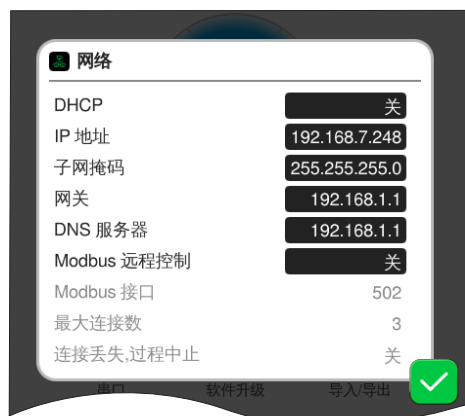 网络
DHCP 关
IP 地址 192.168.7.248
子网掩码 255.255.255.0
网关 192.168.1.1
DNS 服务器 192.168.1.1
Modbus 远程控制 关
Modbus 接口 502
最大连接数 3
连接丢失,过程中止 关
串口 软件升级 导入/导出